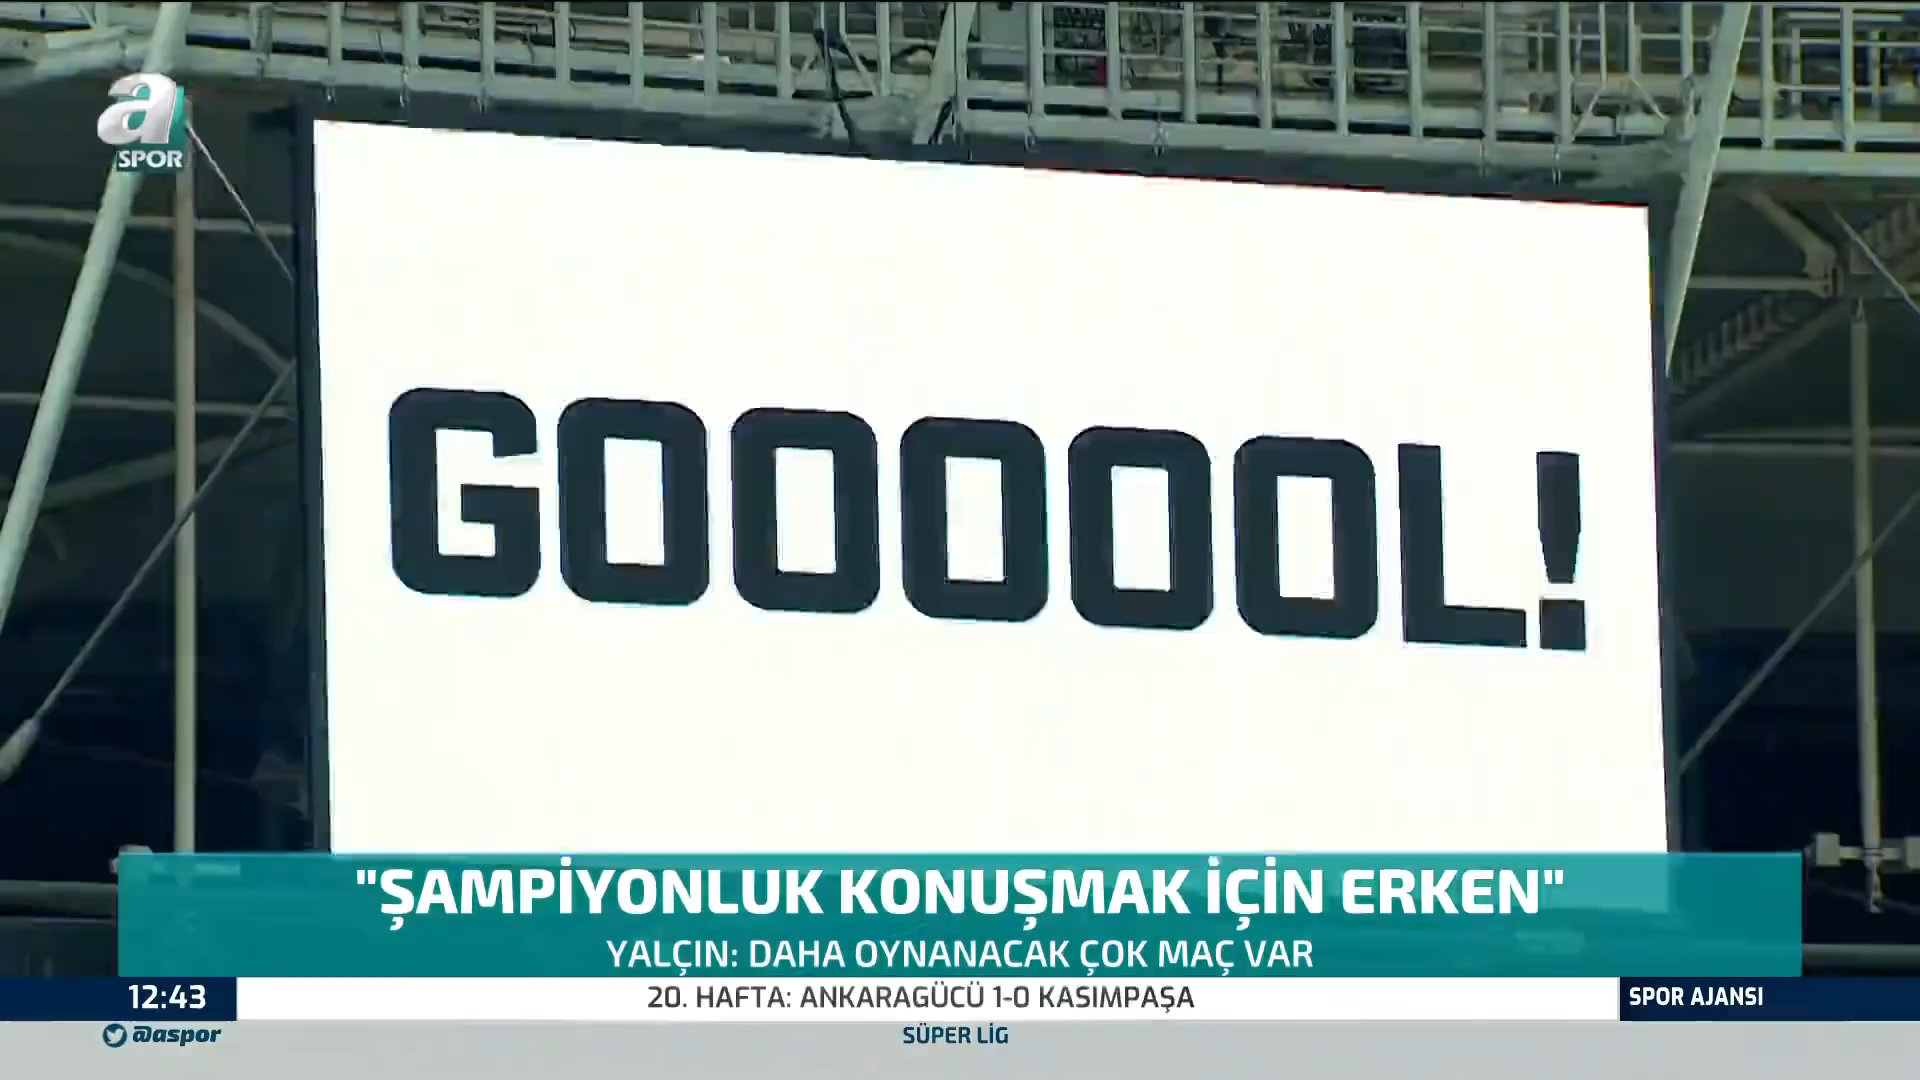 a
SPOR
GOOOOOL!
"ŞAMPİYONLUK KONUŞMAK İÇİN ERKEN"
YALÇIN: DAHA OYNANACAK ÇOK MAÇ VAR
12:43
20. HAFTA: ANKARAGÜCÜ 1-0 KASIMPAŞA
SPOR AJANSI
@aspor
SÜPER LİG